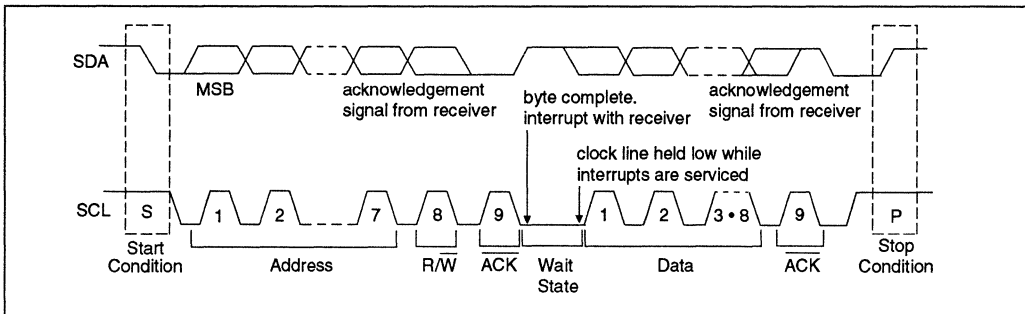 SDA
MSB
acknowledgement
signal from receiver
byte complete.
interrupt with receiver
acknowledgement
signal from receiver
clock line held low while
interrupts are serviced
SCL
S
1
2
7
8
9
1
2
3 • 8
9
P
Start
Condition
Address
R/W̅
A̅C̅K̅
Wait
State
Data
A̅C̅K̅
Stop
Condition